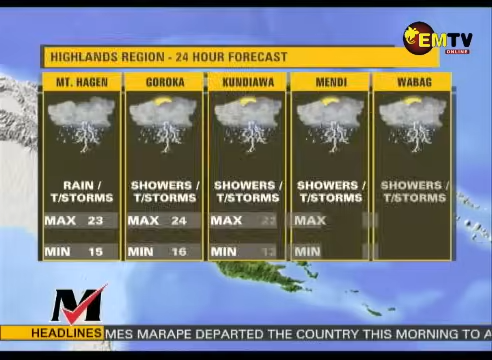 EMTV
ONLINE
HIGHLANDS REGION - 24 HOUR FORECAST
MT. HAGEN GOROKA KUNDIAWA MENDI WABAG
RAIN / SHOWERS / SHOWERS / SHOWERS / SHOWERS /
T/STORMS T/STORMS T/STORMS T/STORMS T/STORMS
MAX 23 MAX 24 MAX 22 MAX
MIN 15 MIN 16 MIN MIN
M
HEADLINES MES MARAPE DEPARTED THE COUNTRY THIS MORNING TO A